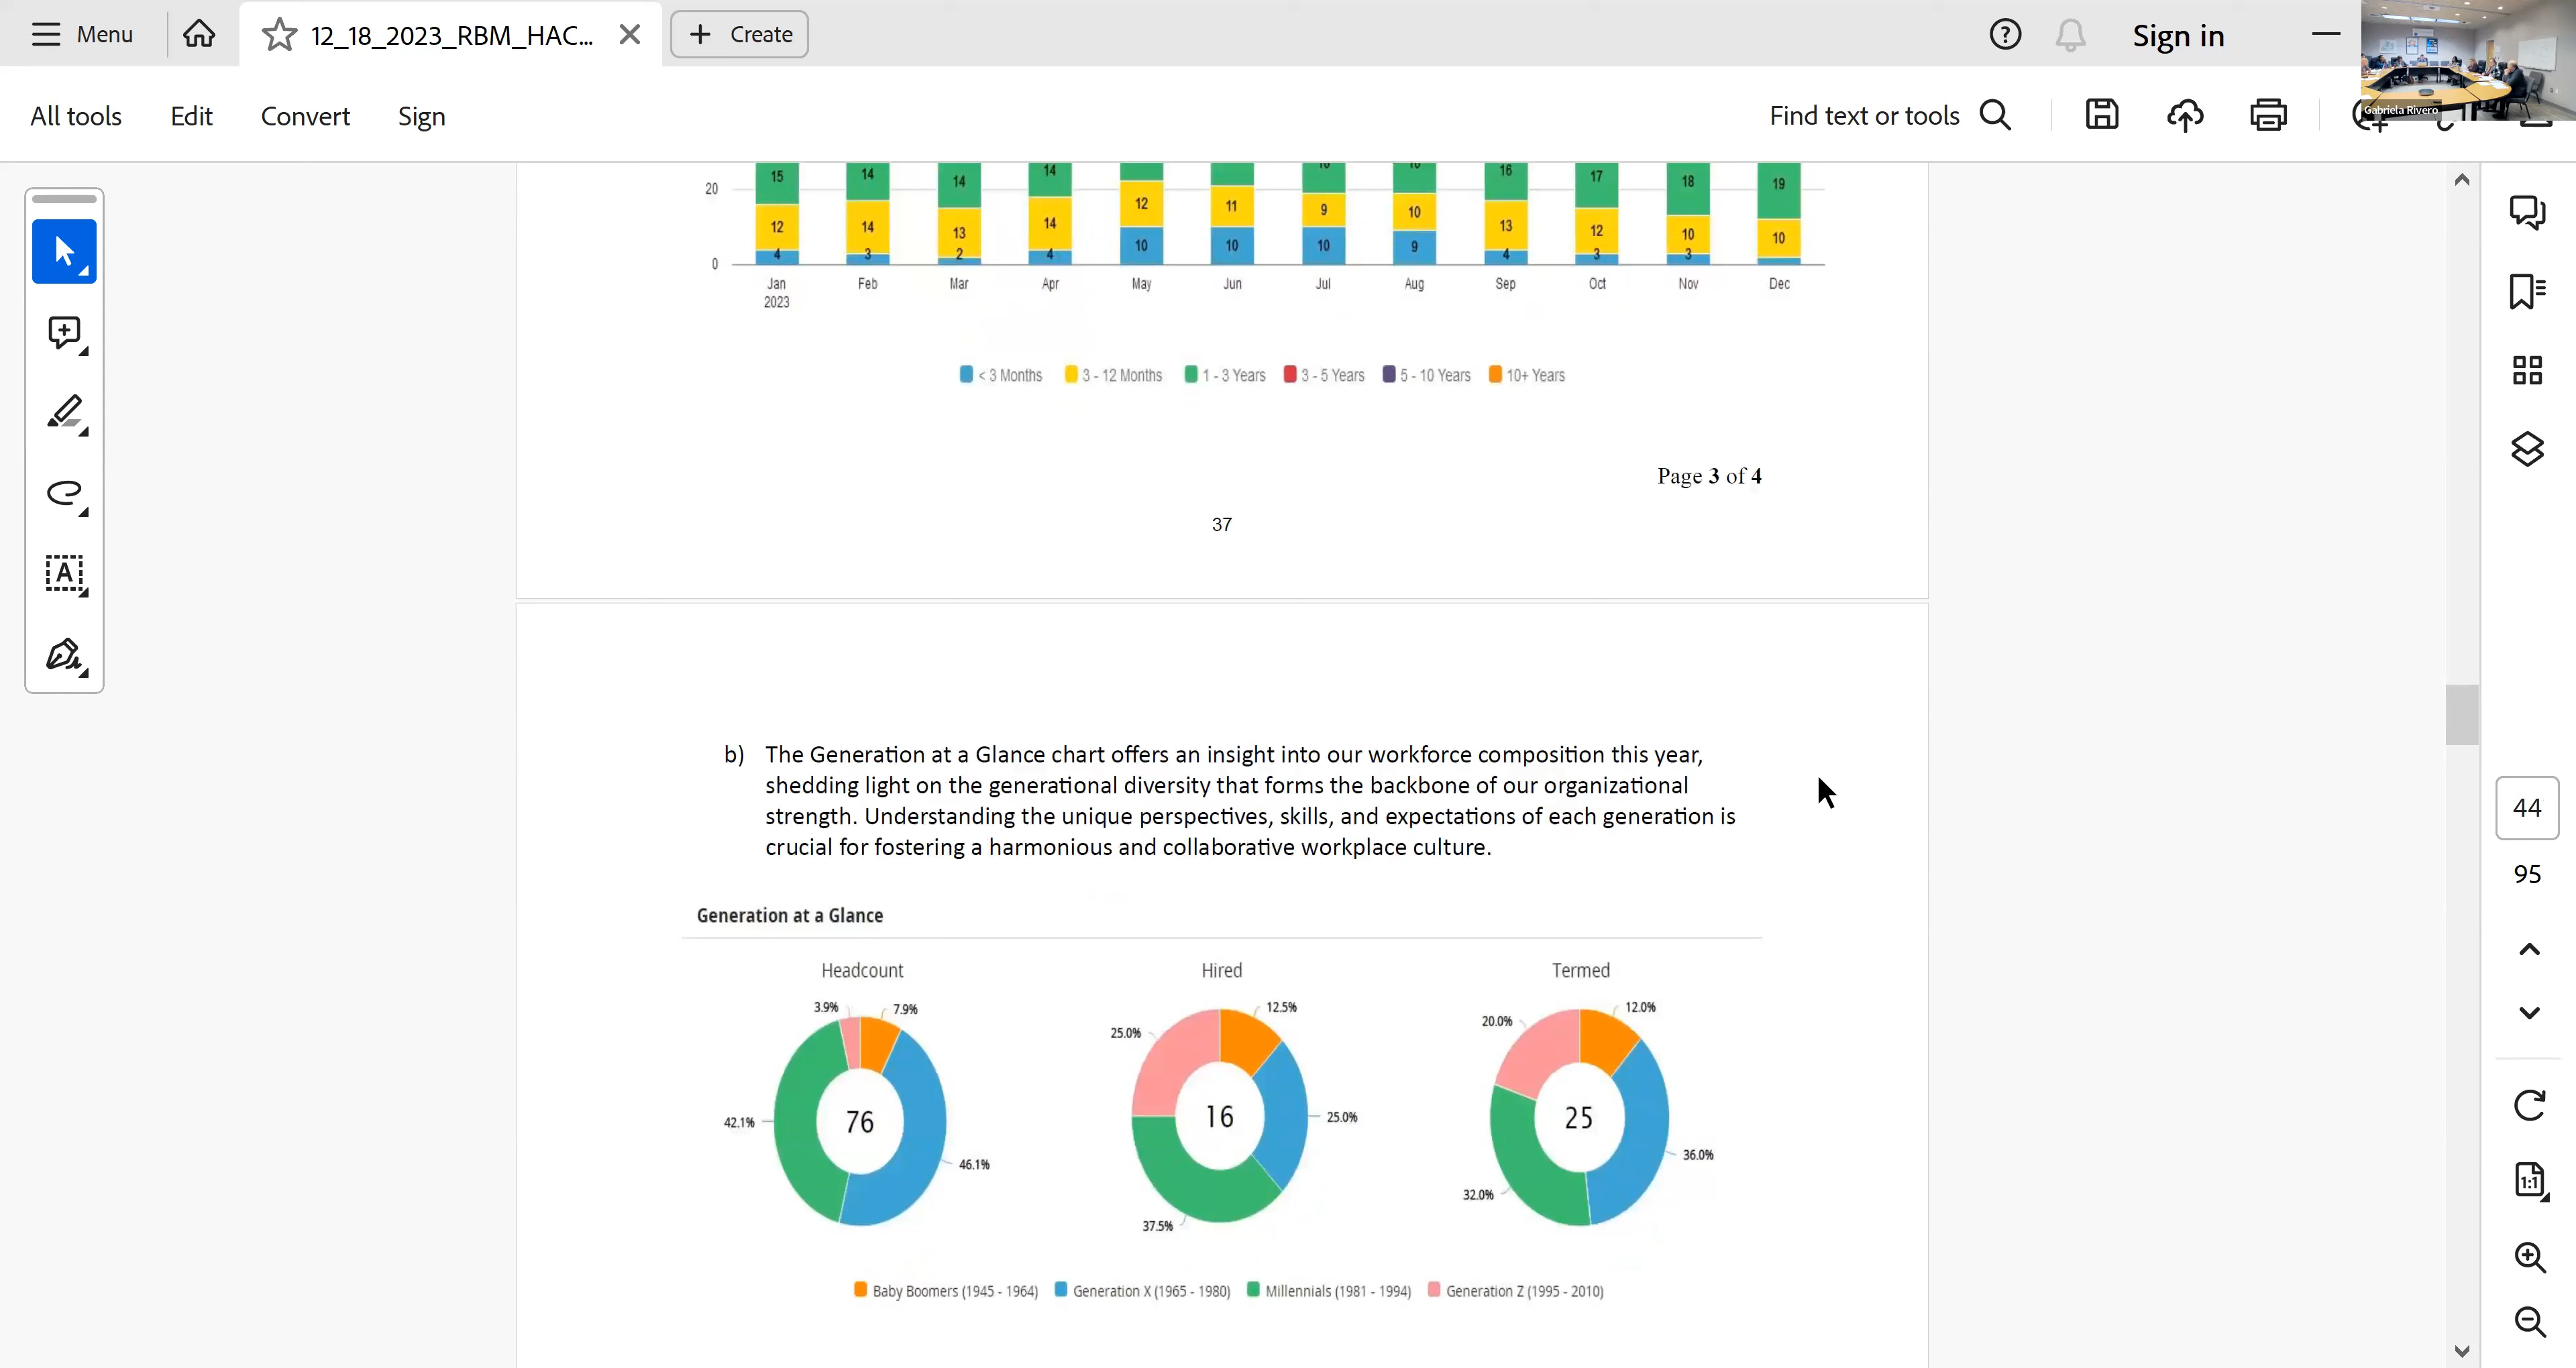 Menu
12_18_2023_RBM_HAC...
Create
Sign in
Gabriela Rivero
All tools
Edit
Convert
Sign
Find text or tools
20
0
15 14 14 14 16 17 18 19
12 14 13 14 12 11 9 10 13 12 10 10
4 3 2 4 10 10 10 9 4 3 3
Jan Feb Mar Apr May Jun Jul Aug Sep Oct Nov Dec
2023
< 3 Months 3 - 12 Months 1 - 3 Years 3 - 5 Years 5 - 10 Years 10+ Years
Page 3 of 4
37
b) The Generation at a Glance chart offers an insight into our workforce composition this year,
shedding light on the generational diversity that forms the backbone of our organizational
strength. Understanding the unique perspectives, skills, and expectations of each generation is
crucial for fostering a harmonious and collaborative workplace culture.
Generation at a Glance
Headcount
3.9% 7.9%
42.1% 76
46.1%
Hired
12.5%
25.0%
16 25.0%
37.5%
Termed
12.0%
20.0%
25
36.0%
32.0%
Baby Boomers (1945 - 1964) Generation X (1965 - 1980) Millennials (1981 - 1994) Generation Z (1995 - 2010)
44
95
1:1